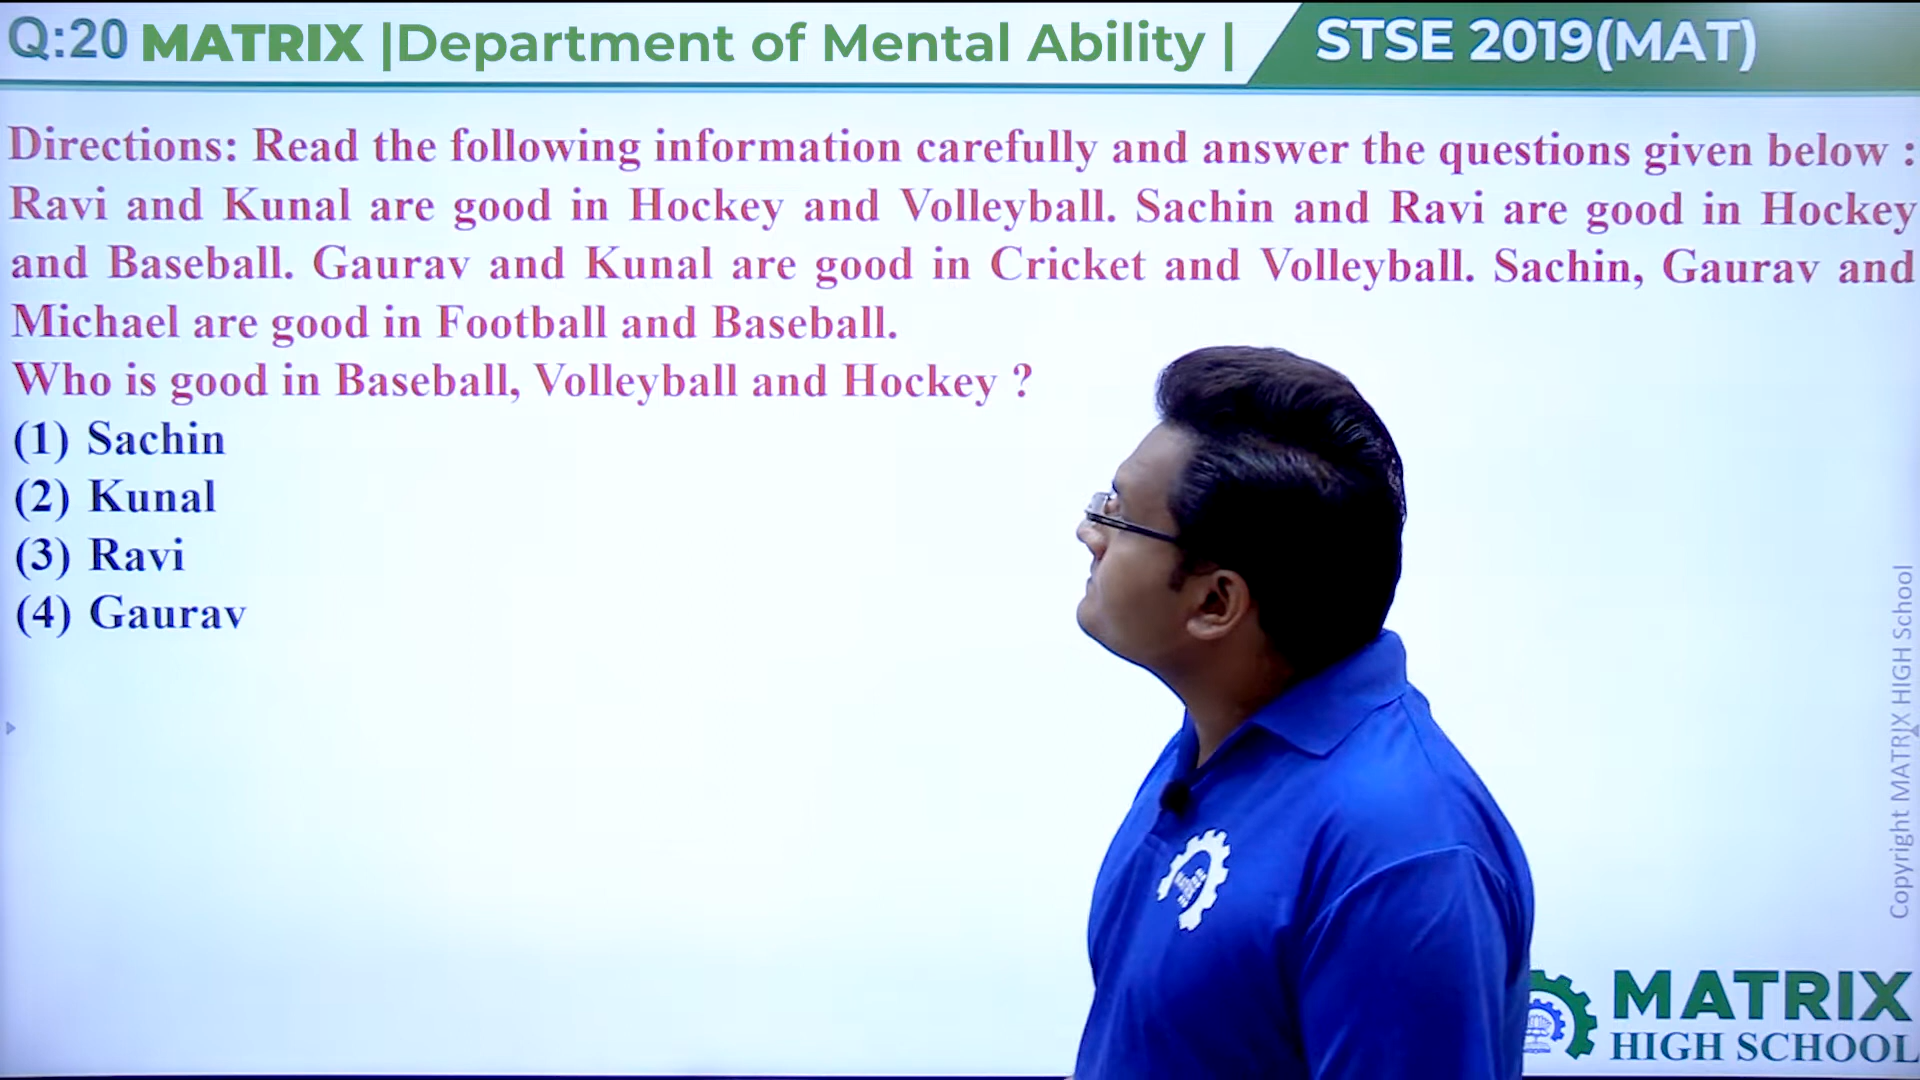 Q:20 MATRIX |Department of Mental Ability | STSE 2019(MAT)
Directions: Read the following information carefully and answer the questions given below :
Ravi and Kunal are good in Hockey and Volleyball. Sachin and Ravi are good in Hockey
and Baseball. Gaurav and Kunal are good in Cricket and Volleyball. Sachin, Gaurav and
Michael are good in Football and Baseball.
Who is good in Baseball, Volleyball and Hockey ?
(1) Sachin
(2) Kunal
(3) Ravi
(4) Gaurav
Copyright MATRIX HIGH School
MATRIX
HIGH SCHOOL